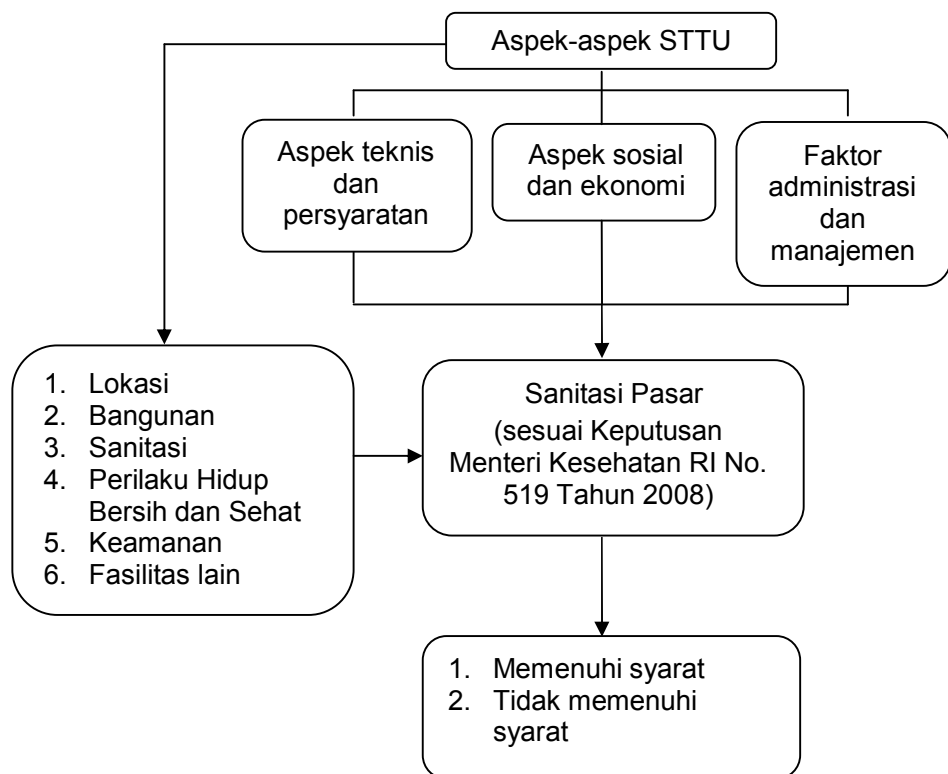 Aspek-aspek STTU
Aspek teknis
dan
persyaratan
Aspek sosial
dan ekonomi
Faktor
administrasi
dan
manajemen
1. Lokasi
2. Bangunan
3. Sanitasi
4. Perilaku Hidup
Bersih dan Sehat
5. Keamanan
6. Fasilitas lain
Sanitasi Pasar
(sesuai Keputusan
Menteri Kesehatan RI No.
519 Tahun 2008)
1. Memenuhi syarat
2. Tidak memenuhi
syarat